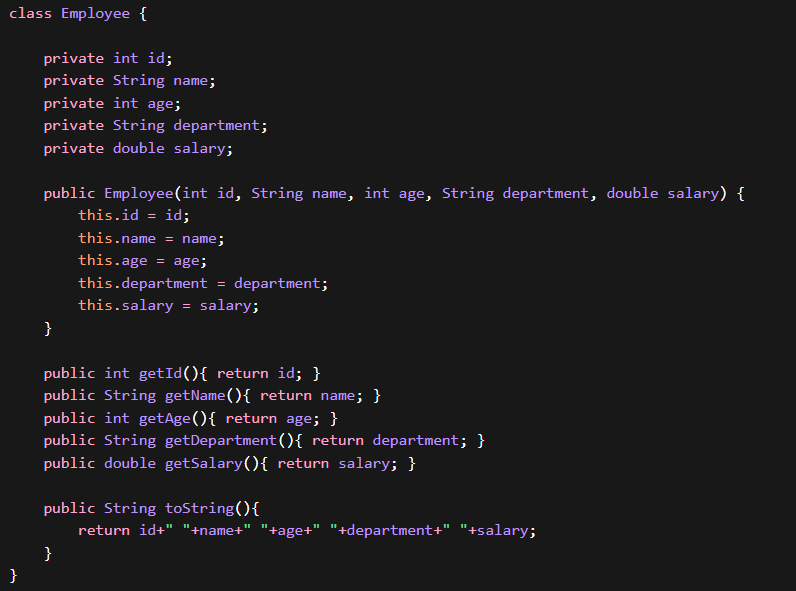 class Employee {
private int id;
private String name;
private int age;
private String department;
private double salary;
public Employee(int id, String name, int age, String department, double salary) {
this.id = id;
this.name = name;
this.age = age;
this.department = department;
this.salary = salary;
}
public int getId(){ return id; }
public String getName(){ return name; }
public int getAge(){ return age; }
public String getDepartment(){ return department; }
public double getSalary(){ return salary; }
public String toString(){
return id+" "+name+" "+age+" "+department+" "+salary;
}
}